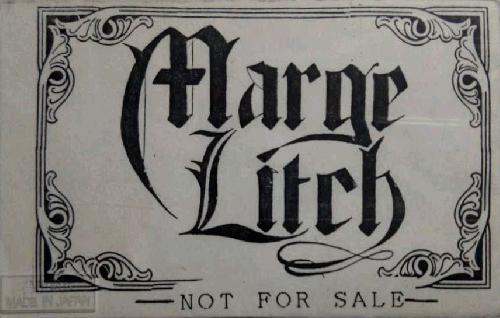 Marge
Litch
—NOT FOR SALE—
MADE IN JAPAN